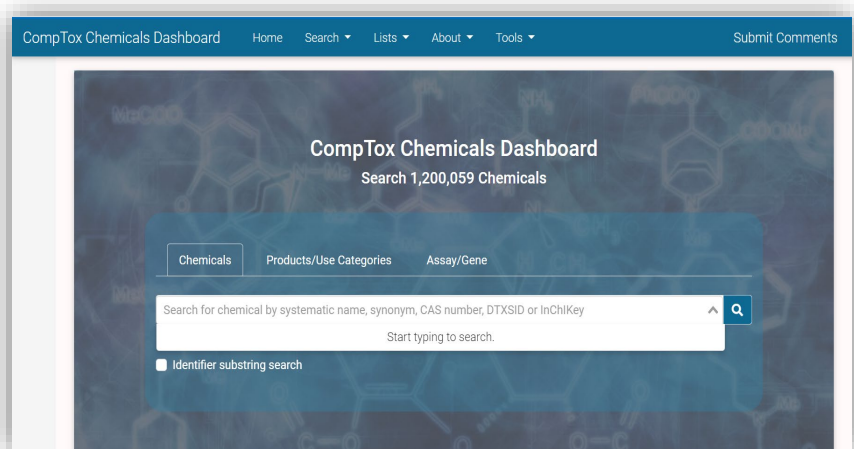 CompTox Chemicals Dashboard Home Search Lists About Tools Submit Comments
CompTox Chemicals Dashboard
Search 1,200,059 Chemicals
Chemicals Products/Use Categories Assay/Gene
Search for chemical by systematic name, synonym, CAS number, DTXSID or InChIKey
Start typing to search.
Identifier substring search